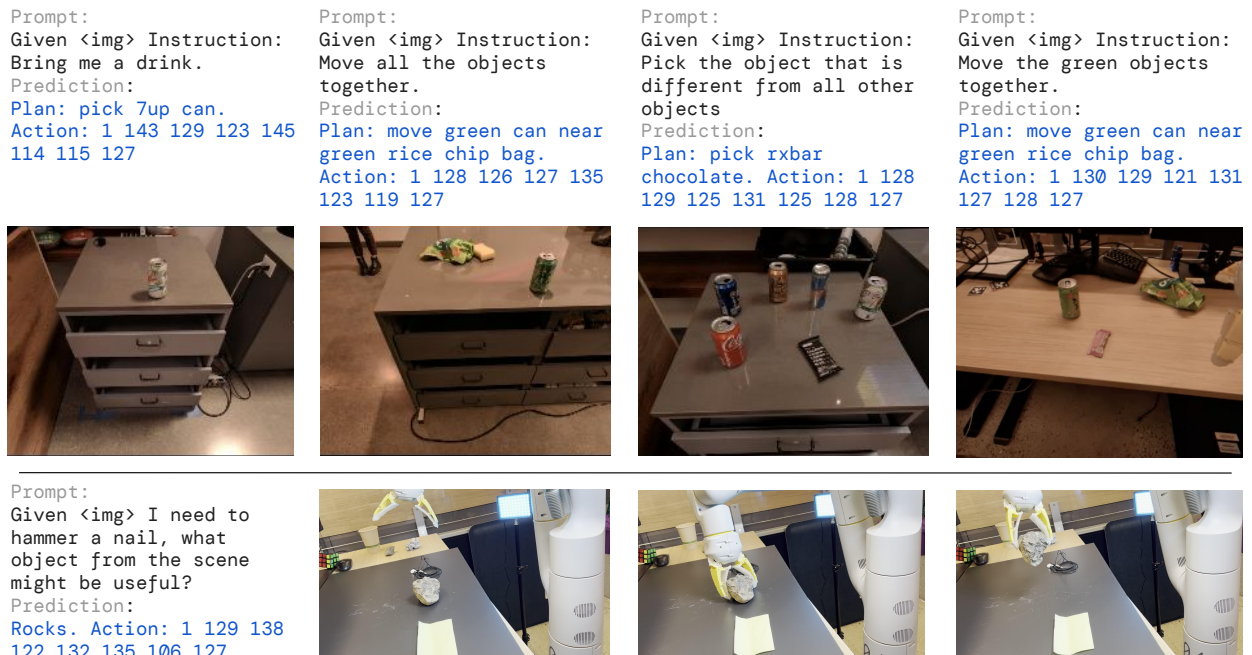 Prompt:
Given <img> Instruction:
Bring me a drink.
Prediction:
Plan: pick 7up can.
Action: 1 143 129 123 145
114 115 127
Prompt:
Given <img> Instruction:
Move all the objects
together.
Prediction:
Plan: move green can near
green rice chip bag.
Action: 1 128 126 127 135
123 119 127
Prompt:
Given <img> Instruction:
Pick the object that is
different from all other
objects
Prediction:
Plan: pick rxbar
chocolate. Action: 1 128
129 125 131 125 128 127
Prompt:
Given <img> Instruction:
Move the green objects
together.
Prediction:
Plan: move green can near
green rice chip bag.
Action: 1 130 129 121 131
127 128 127
Prompt:
Given <img> I need to
hammer a nail, what
object from the scene
might be useful?
Prediction:
Rocks. Action: 1 129 138
122 132 135 106 127